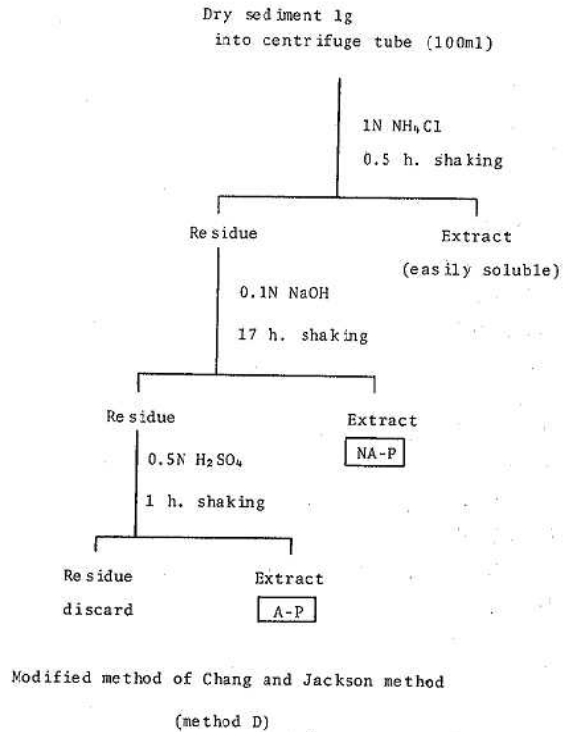 Dry sediment 1g
into centrifuge tube (100ml)
1N NH₄Cl
0.5 h. shaking
Residue
Extract
(easily soluble)
0.1N NaOH
17 h. shaking
Residue
Extract
NA-P
0.5N H₂SO₄
1 h. shaking
Residue
discard
Extract
A-P
Modified method of Chang and Jackson method
(method D)